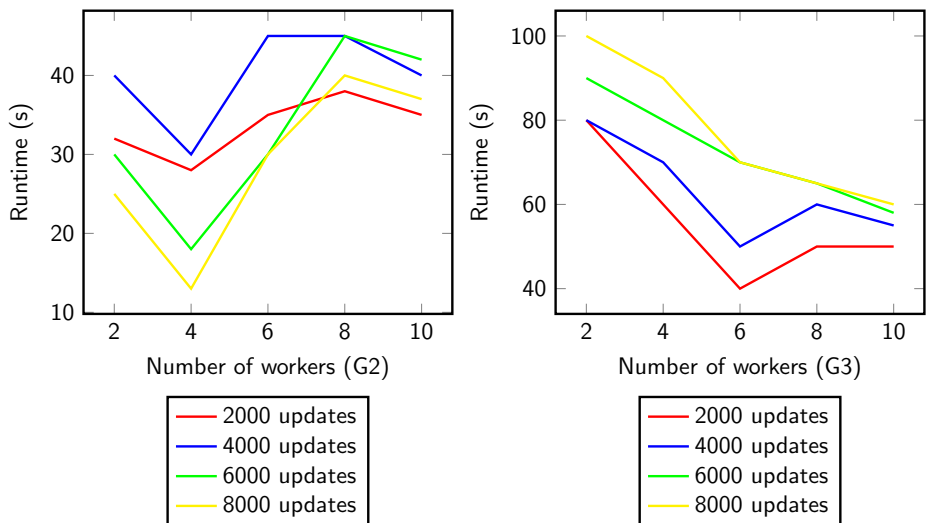 40
30
20
10
Runtime (s)
2 4 6 8 10
Number of workers (G2)
2000 updates
4000 updates
6000 updates
8000 updates
100
80
60
40
Runtime (s)
2 4 6 8 10
Number of workers (G3)
2000 updates
4000 updates
6000 updates
8000 updates